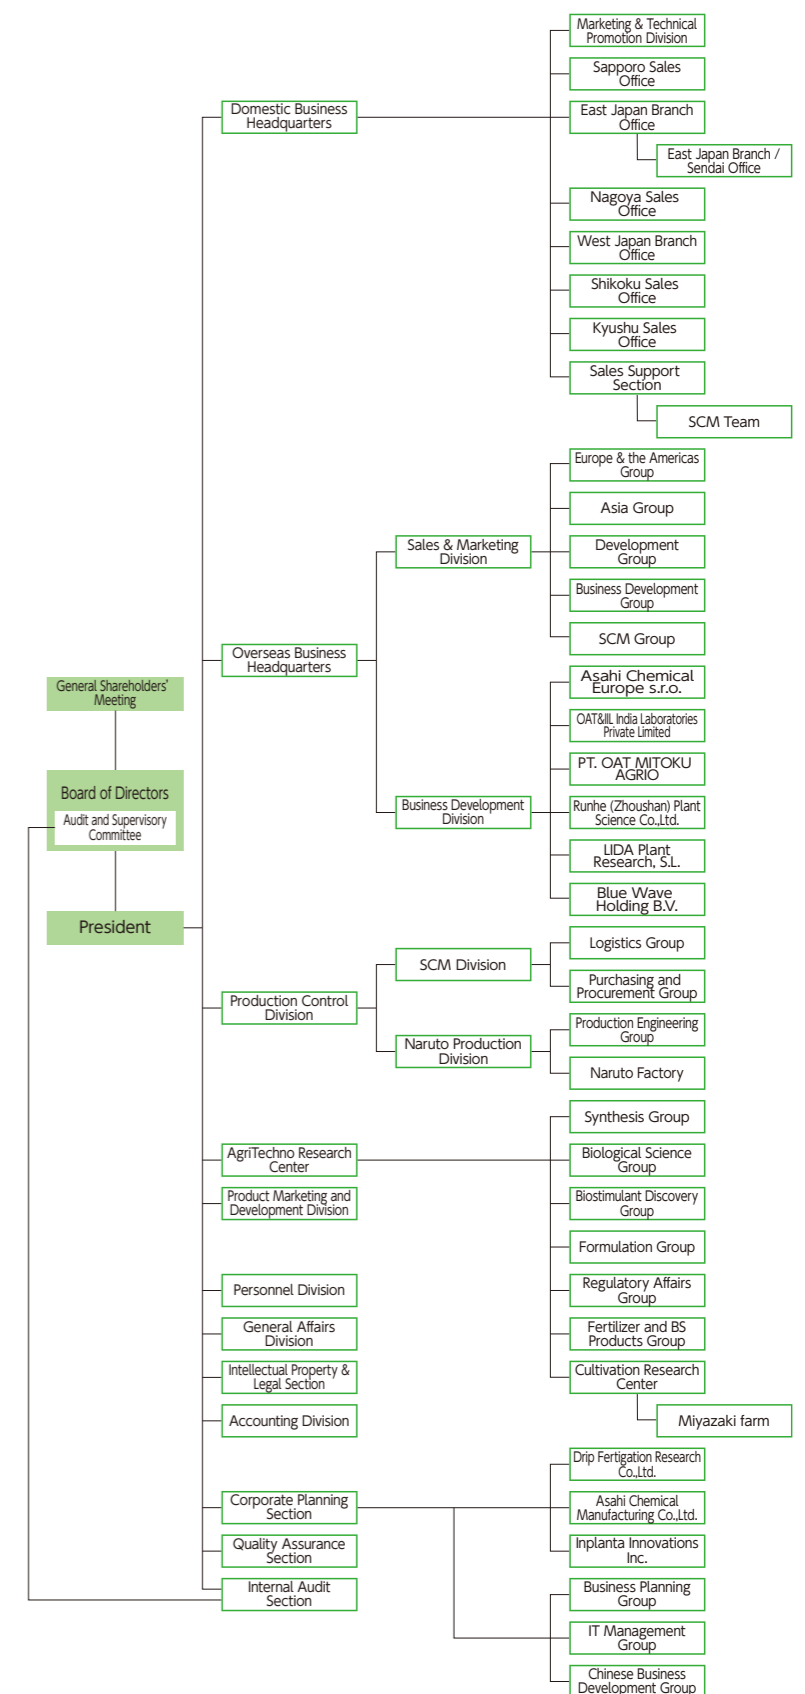 Marketing & Technical
Promotion Division
Sapporo Sales
Office
Domestic Business
Headquarters
East Japan Branch
Office
East Japan Branch /
Sendai Office
Nagoya Sales
Office
West Japan Branch
Office
Shikoku Sales
Office
Kyushu Sales
Office
Sales Support
Section
SCM Team
Europe & the Americas
Group
Asia Group
Sales & Marketing
Division
Development
Group
Business Development
Group
SCM Group
Overseas Business
Headquarters
Asahi Chemical
Europe s.r.o.
General Shareholders'
Meeting
OAT&IIL India Laboratories
Private Limited
PT. OAT MITOKU
AGRIO
Board of Directors
Audit and Supervisory
Committee
Business Development
Division
Runhe (Zhoushan) Plant
Science Co.,Ltd.
LIDA Plant
Research, S.L.
Blue Wave
Holding B.V.
President
Logistics Group
SCM Division
Purchasing and
Procurement Group
Production Control
Division
Production Engineering
Group
Naruto Production
Division
Naruto Factory
Synthesis Group
AgriTechno Research
Center
Biological Science
Group
Product Marketing and
Development Division
Biostimulant Discovery
Group
Formulation Group
Personnel Division
Regulatory Affairs
Group
General Affairs
Division
Fertilizer and BS
Products Group
Intellectual Property &
Legal Section
Cultivation Research
Center
Accounting Division
Miyazaki farm
Drip Fertigation Research
Co.,Ltd.
Corporate Planning
Section
Asahi Chemical
Manufacturing Co.,Ltd.
Quality Assurance
Section
Inplanta Innovations
Inc.
Internal Audit
Section
Business Planning
Group
IT Management
Group
Chinese Business
Development Group